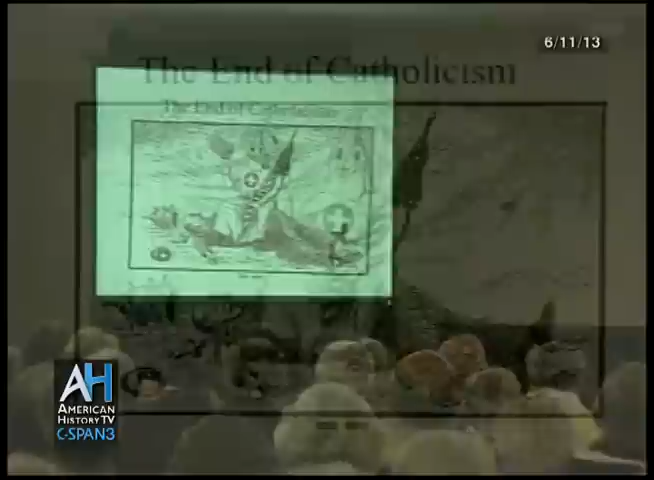 6/11/13
The End of Catholicism
The End of Catholicism
AH
AMERICAN
HISTORY TV
C-SPAN3